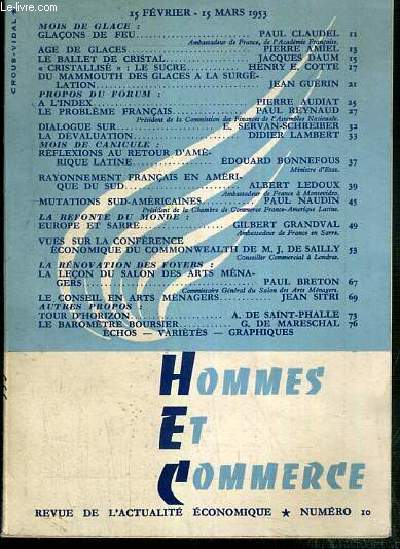 © Le-livre.com
CROUS-VIDAL
15 FÉVRIER - 15 MARS 1953
MOIS DE GLACE :
GLAÇONS DE FEU.......... PAUL CLAUDEL 11
Ambassadeur de France, de l'Académie Française.
AGE DE GLACES.......... PIERRE AMIEL 13
LE BALLET DE CRISTAL.......... JACQUES DAUM 15
« CRISTALLISÉ » : LE SUCRE.......... HENRY E. COTTE 17
DU MAMMOUTH DES GLACES A LA SURGÉ-
LATION.......... JEAN GUÉRIN 21
PROPOS DU FORUM :
A L'INDEX.......... PIERRE AUDIAT 25
LE PROBLÈME FRANÇAIS.......... PAUL REYNAUD 27
Président de la Commission des Finances de l'Assemblée Nationale.
DIALOGUE SUR.......... E. SERVAN-SCHREIBER 32
LA DÉVALUATION.......... DIDIER LAMBERT 33
MOIS DE CANICULE :
RÉFLEXIONS AU RETOUR D'AMÉ-
RIQUE LATINE.......... EDOUARD BONNEFOUS 37
Ministre d'Etat.
RAYONNEMENT FRANÇAIS EN AMÉRI-
QUE DU SUD.......... ALBERT LEDOUX 39
Ambassadeur de France à Montevideo.
MUTATIONS SUD-AMÉRICAINES.......... PAUL NAUDIN 45
Président de la Chambre de Commerce France-Amérique Latine.
LA REFONTE DU MONDE :
EUROPE ET SARRE.......... GILBERT GRANDVAL 49
Ambassadeur de France en Sarre.
VUES SUR LA CONFÉRENCE
ÉCONOMIQUE DU COMMONWEALTH DE M. J. DE SAILLY 53
Conseiller Commercial à Londres.
LA RÉNOVATION DES FOYERS :
LA LEÇON DU SALON DES ARTS MÉNA-
GERS.......... PAUL BRETON 67
Commissaire Général du Salon des Arts Ménagers.
LE CONSEIL EN ARTS MÉNAGERS.......... JEAN SITRI 69
AUTRES PROPOS :
TOUR D'HORIZON.......... A. DE SAINT-PHALLE 73
LE BAROMÈTRE BOURSIER.......... G. DE MARESCHAL 76
ÉCHOS — VARIÉTÉS — GRAPHIQUES
HOMMES
ET
COMMERCE
REVUE DE L'ACTUALITÉ ÉCONOMIQUE ★ NUMÉRO 10